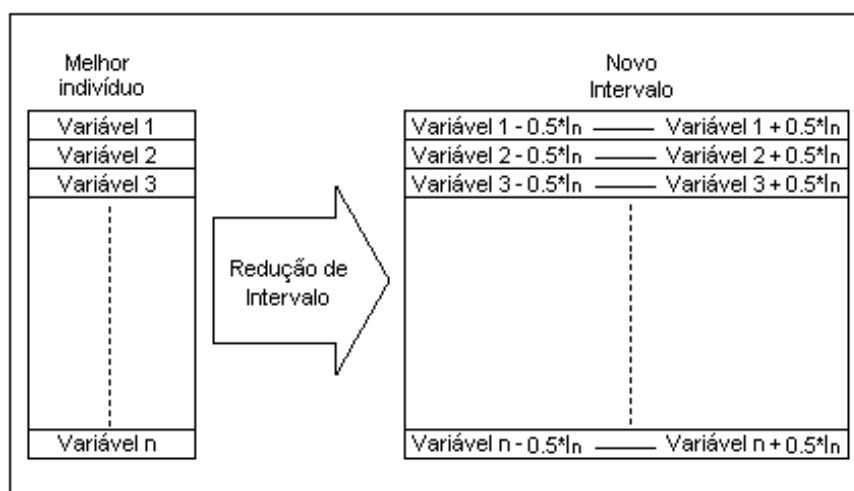 Melhor
indivíduo
Variável 1
Variável 2
Variável 3
Variável n
Redução de
Intervalo
Novo
Intervalo
Variável 1 - 0.5*In Variável 1 + 0.5*In
Variável 2 - 0.5*In Variável 2 + 0.5*In
Variável 3 - 0.5*In Variável 3 + 0.5*In
Variável n - 0.5*In Variável n + 0.5*In